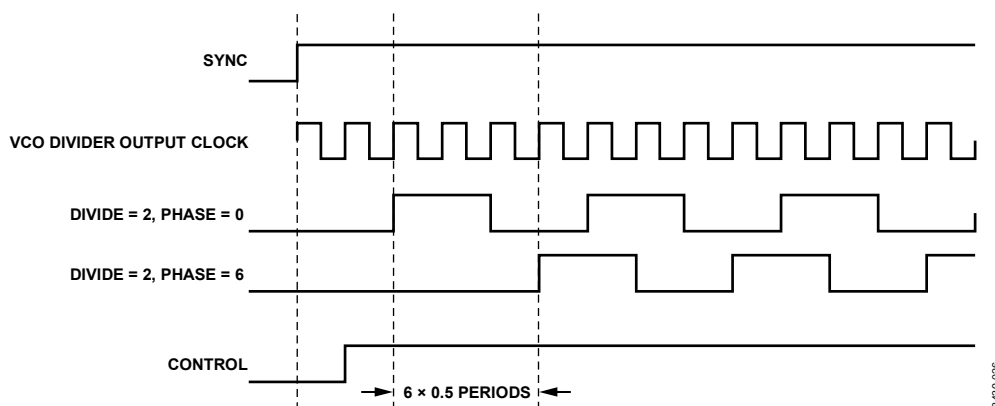 SYNC
VCO DIVIDER OUTPUT CLOCK
DIVIDE = 2, PHASE = 0
DIVIDE = 2, PHASE = 6
CONTROL
6 × 0.5 PERIODS